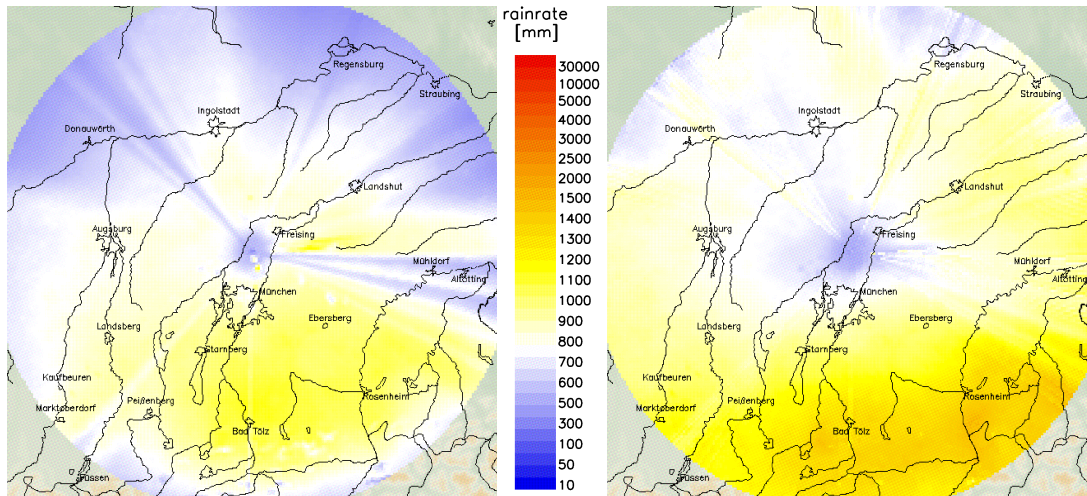 rainrate
[mm]
30000
10000
5000
4000
3000
2500
2000
1500
1400
1300
1200
1100
1000
900
800
700
600
500
300
100
50
10
Regensburg
Straubing
Ingolstadt
Donauwörth
Landshut
Augsburg
Freising
Mühldorf
Altötting
München
Ebersberg
Landsberg
Starnberg
Kaufbeuren
Rosenheim
Marktoberdorf
Peißenberg
Bad Tölz
Füssen
Regensburg
Straubing
Ingolstadt
Donauwörth
Landshut
Augsburg
Freising
Mühldorf
Altötting
München
Ebersberg
Landsberg
Starnberg
Kaufbeuren
Rosenheim
Marktoberdorf
Peißenberg
Bad Tölz
Füssen